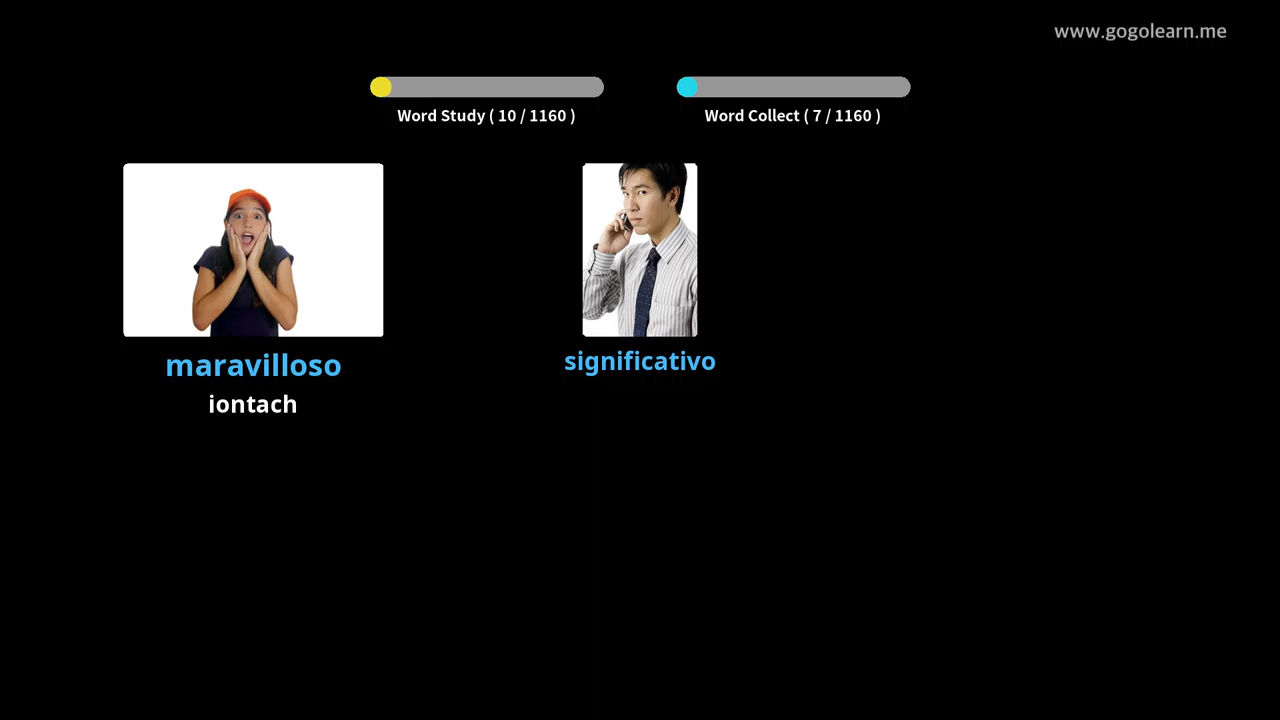 www.gogolearn.me
Word Study ( 10 / 1160 )
Word Collect ( 7 / 1160 )
maravilloso
iontach
significativo